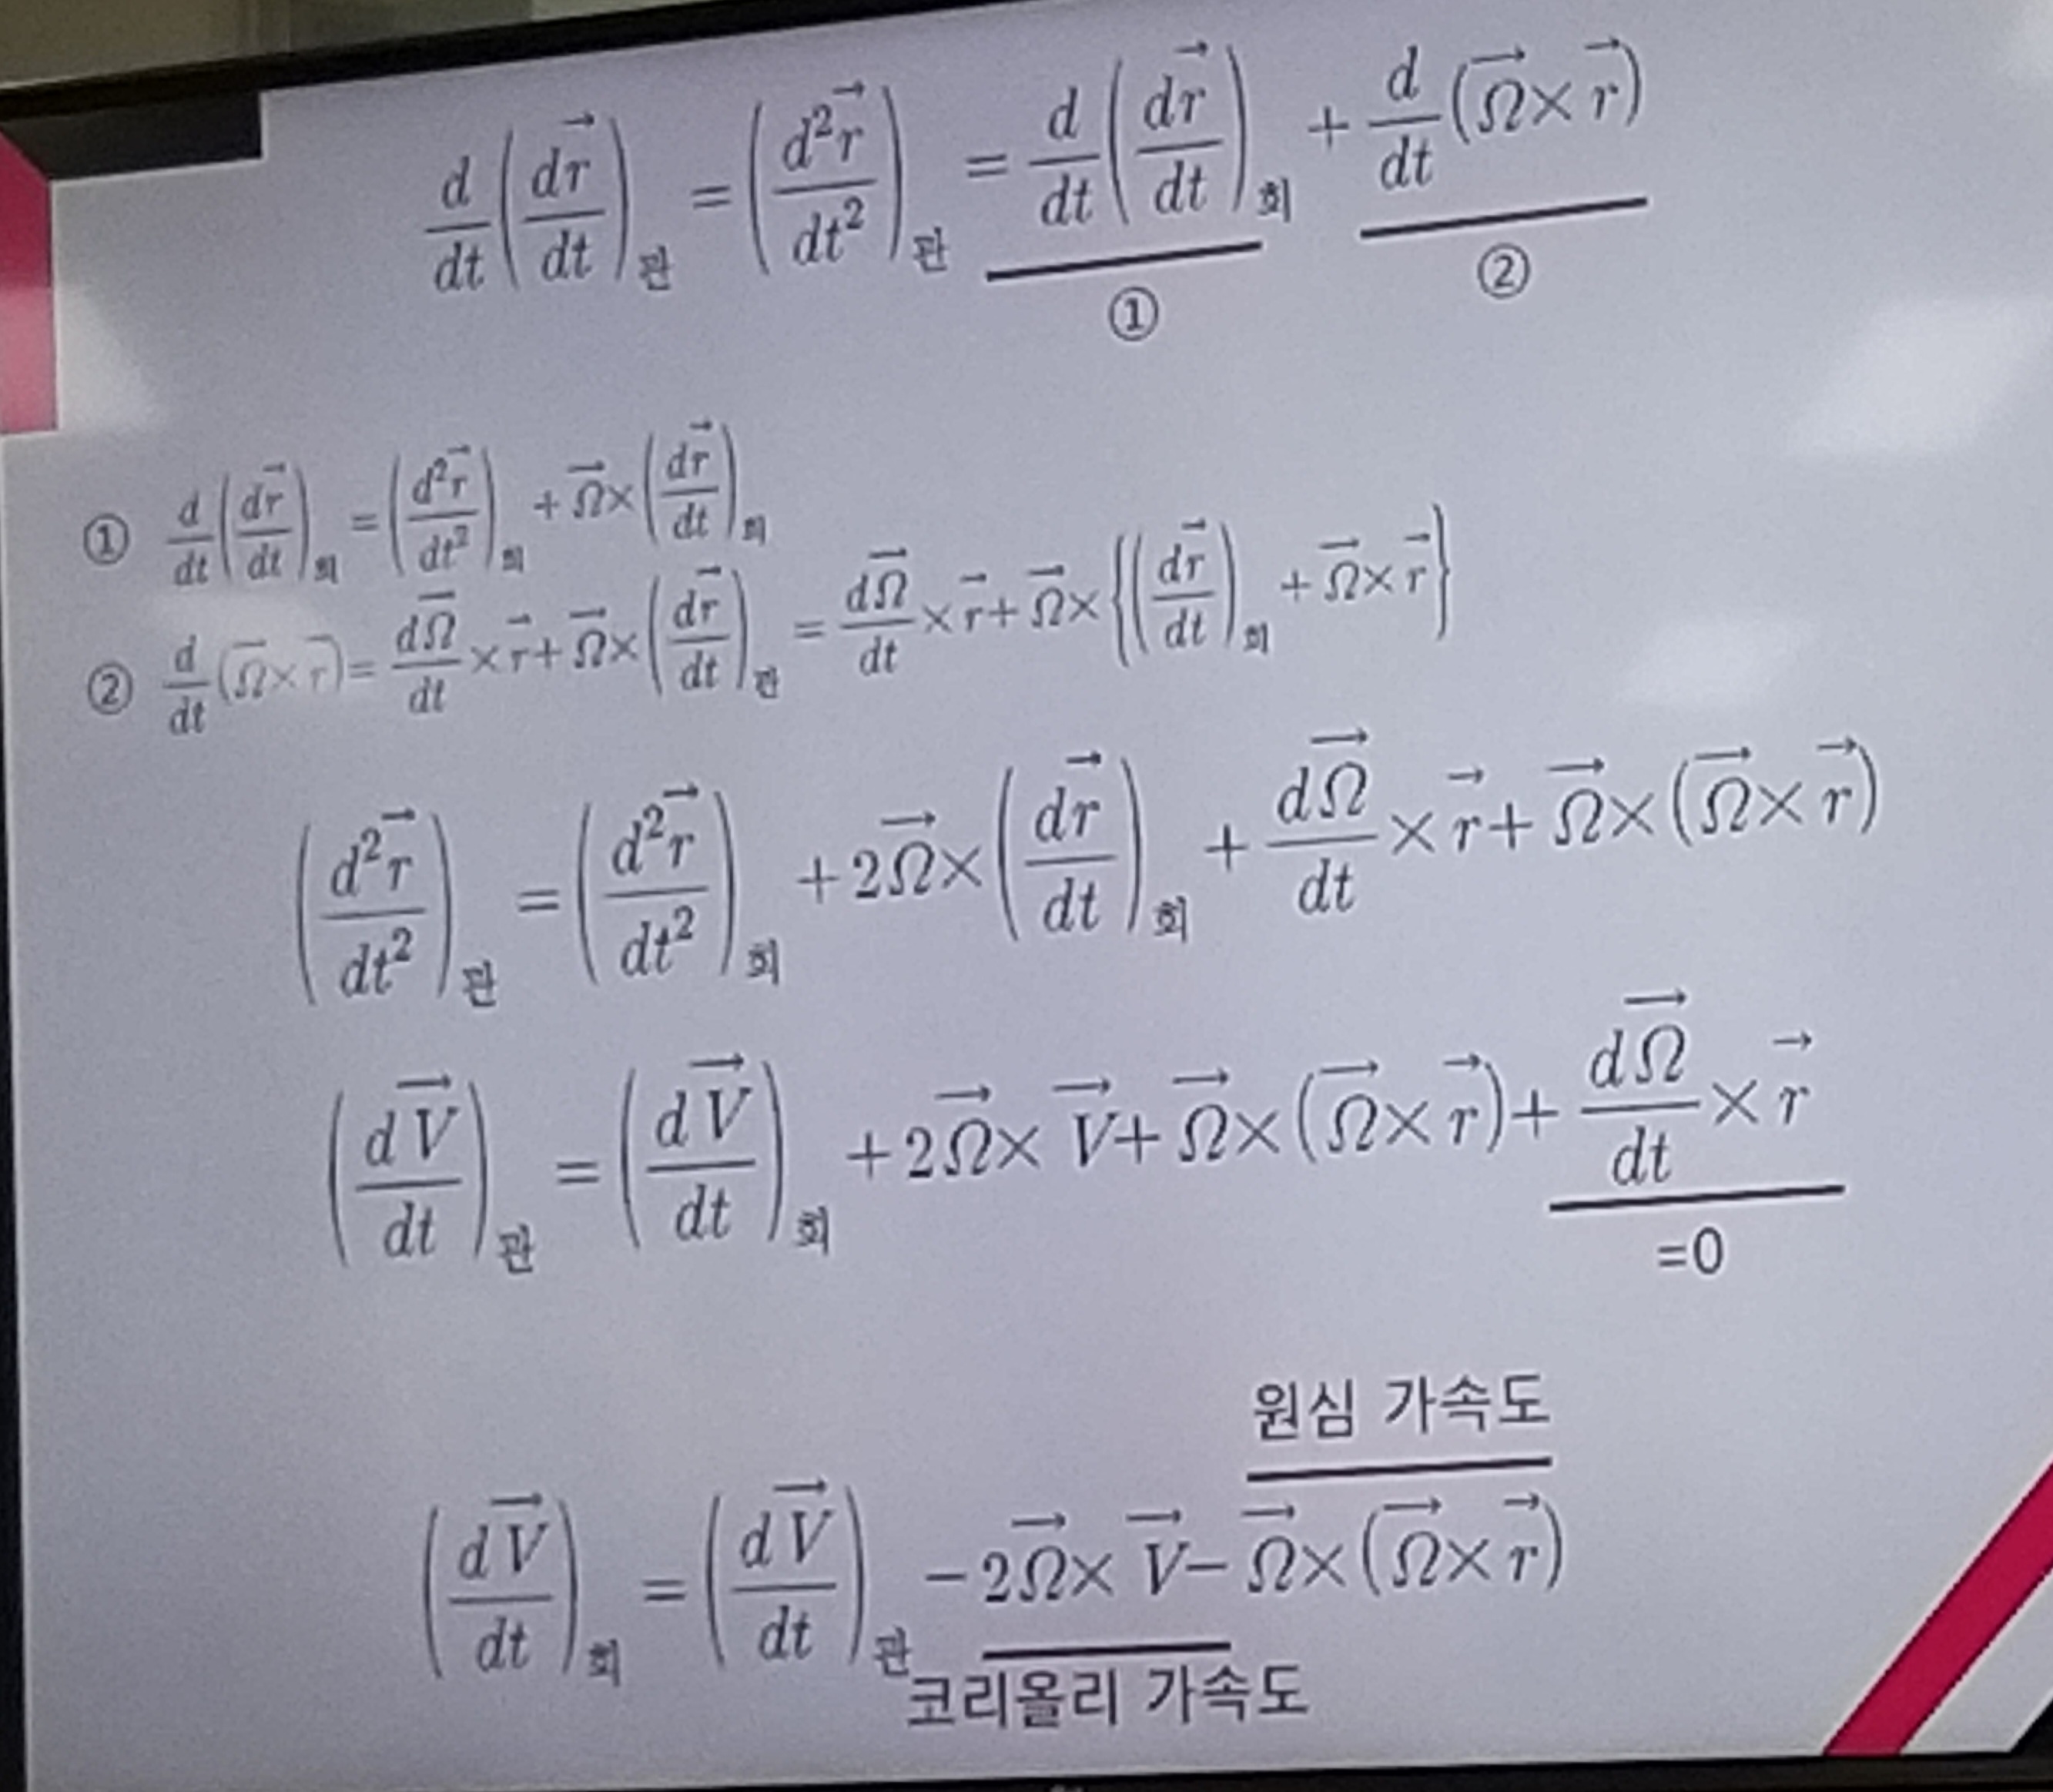 $\frac{d}{dt}\left(\frac{d\vec{r}}{dt}\right)_{관} = \left(\frac{d^2\vec{r}}{dt^2}\right)_{관} = \underline{\frac{d}{dt}\left(\frac{d\vec{r}}{dt}\right)_{회}} + \underline{\frac{d}{dt}(\vec{\Omega} \times \vec{r})}$
① ②
① $\frac{d}{dt}\left(\frac{d\vec{r}}{dt}\right)_{회} = \left(\frac{d^2\vec{r}}{dt^2}\right)_{회} + \vec{\Omega} \times \left(\frac{d\vec{r}}{dt}\right)_{회}$
② $\frac{d}{dt}(\vec{\Omega} \times \vec{r}) = \frac{d\vec{\Omega}}{dt} \times \vec{r} + \vec{\Omega} \times \left(\frac{d\vec{r}}{dt}\right)_{관} = \frac{d\vec{\Omega}}{dt} \times \vec{r} + \vec{\Omega} \times \left\{\left(\frac{d\vec{r}}{dt}\right)_{회} + \vec{\Omega} \times \vec{r}\right\}$
$\left(\frac{d^2\vec{r}}{dt^2}\right)_{관} = \left(\frac{d^2\vec{r}}{dt^2}\right)_{회} + 2\vec{\Omega} \times \left(\frac{d\vec{r}}{dt}\right)_{회} + \frac{d\vec{\Omega}}{dt} \times \vec{r} + \vec{\Omega} \times (\vec{\Omega} \times \vec{r})$
$\left(\frac{d\vec{V}}{dt}\right)_{관} = \left(\frac{d\vec{V}}{dt}\right)_{회} + 2\vec{\Omega} \times \vec{V} + \vec{\Omega} \times (\vec{\Omega} \times \vec{r}) + \underline{\frac{d\vec{\Omega}}{dt} \times \vec{r}}$
=0
원심 가속도
$\left(\frac{d\vec{V}}{dt}\right)_{회} = \left(\frac{d\vec{V}}{dt}\right)_{관} - \underline{2\vec{\Omega} \times \vec{V}} - \overline{\vec{\Omega} \times (\vec{\Omega} \times \vec{r})}$
코리올리 가속도